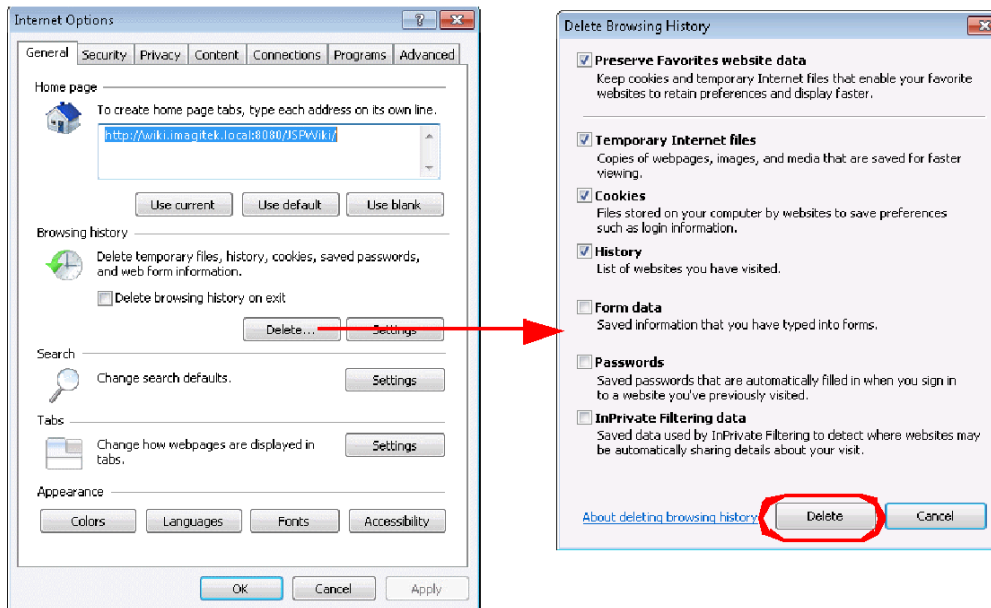 Internet Options
General Security Privacy Content Connections Programs Advanced
Home page
To create home page tabs, type each address on its own line.
http://wiki.imagitek.local:8080/JSPWiki/
Use current Use default Use blank
Browsing history
Delete temporary files, history, cookies, saved passwords,
and web form information.
Delete browsing history on exit
Delete... Settings
Search
Change search defaults.
Settings
Tabs
Change how webpages are displayed in
tabs.
Settings
Appearance
Colors Languages Fonts Accessibility
OK Cancel Apply
Delete Browsing History
Preserve Favorites website data
Keep cookies and temporary Internet files that enable your favorite
websites to retain preferences and display faster.
Temporary Internet files
Copies of webpages, images, and media that are saved for faster
viewing.
Cookies
Files stored on your computer by websites to save preferences
such as login information.
History
List of websites you have visited.
Form data
Saved information that you have typed into forms.
Passwords
Saved passwords that are automatically filled in when you sign in
to a website you've previously visited.
InPrivate Filtering data
Saved data used by InPrivate Filtering to detect where websites may
be automatically sharing details about your visit.
About deleting browsing history Delete Cancel